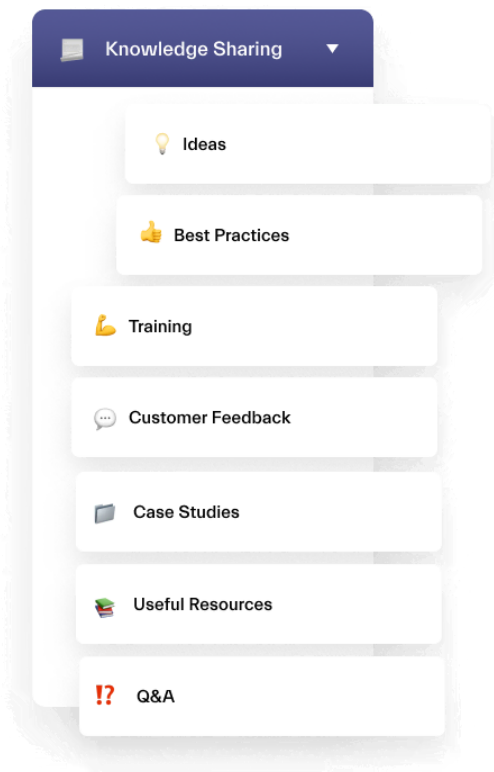 Knowledge Sharing
Ideas
Best Practices
Training
Customer Feedback
Case Studies
Useful Resources
Q&A